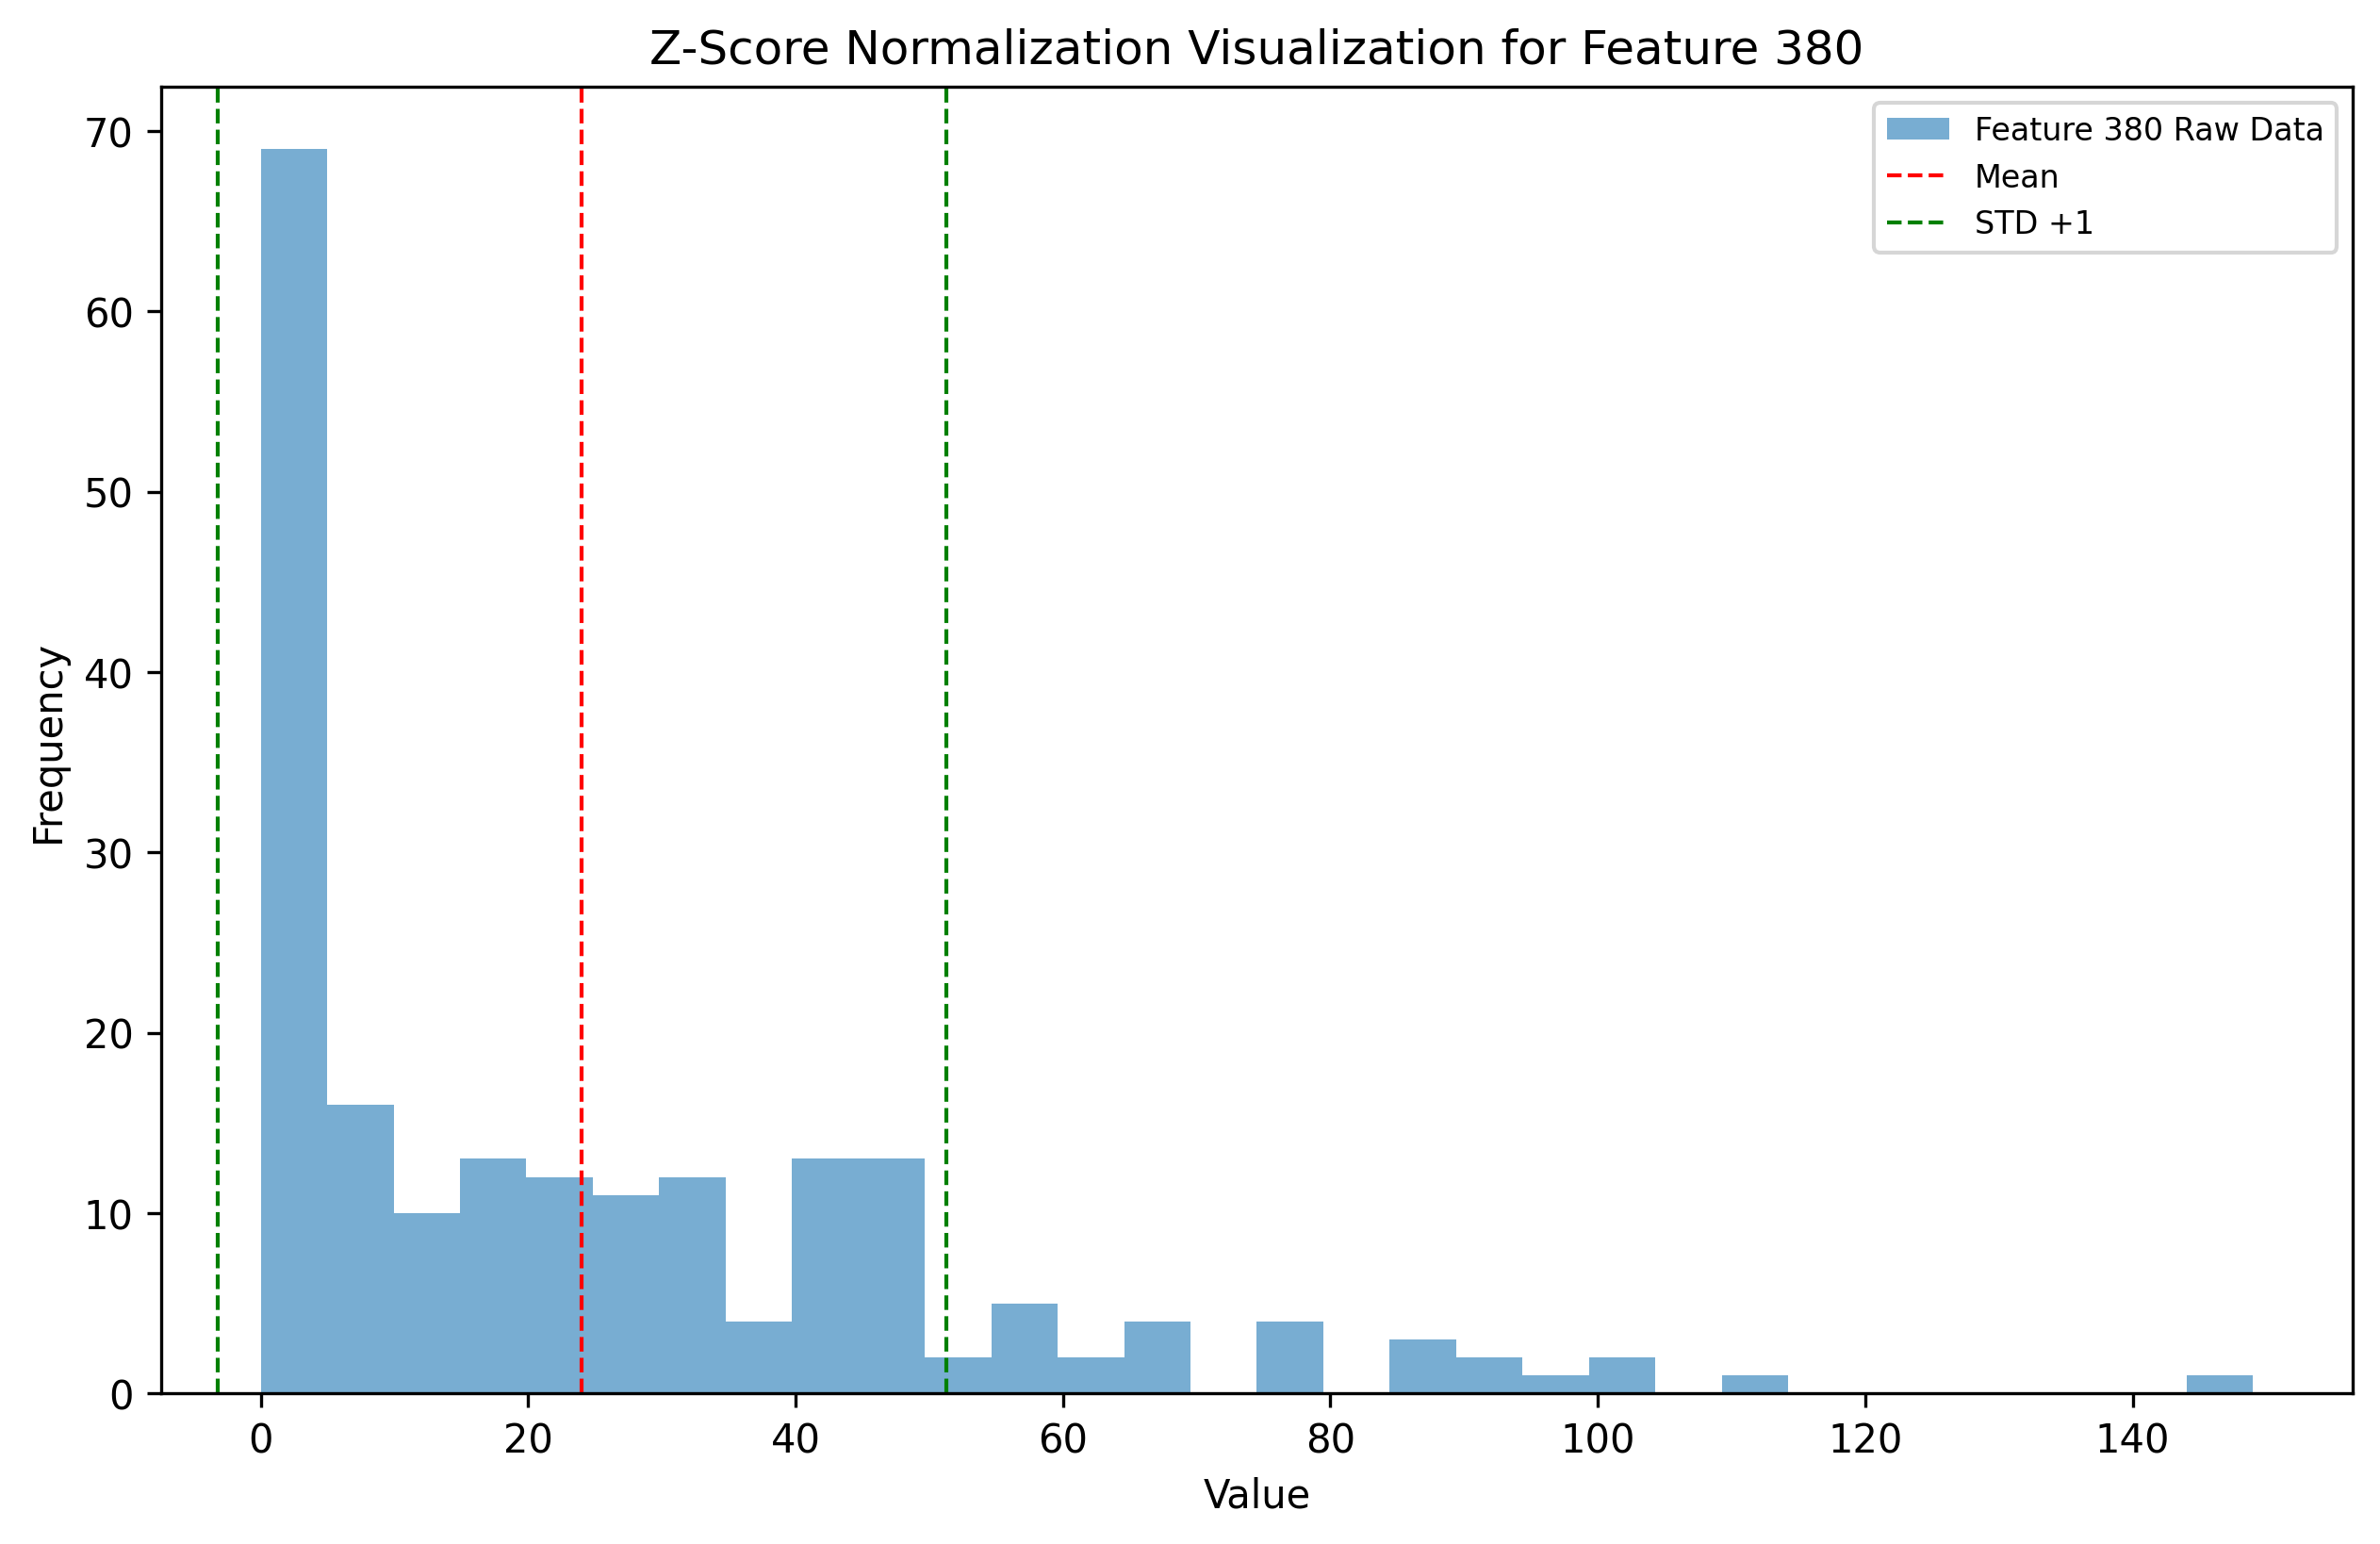 Z-Score Normalization Visualization for Feature 380
Feature 380 Raw Data
Mean
STD +1
70
60
50
40
30
20
10
0
Frequency
0 20 40 60 80 100 120 140
Value